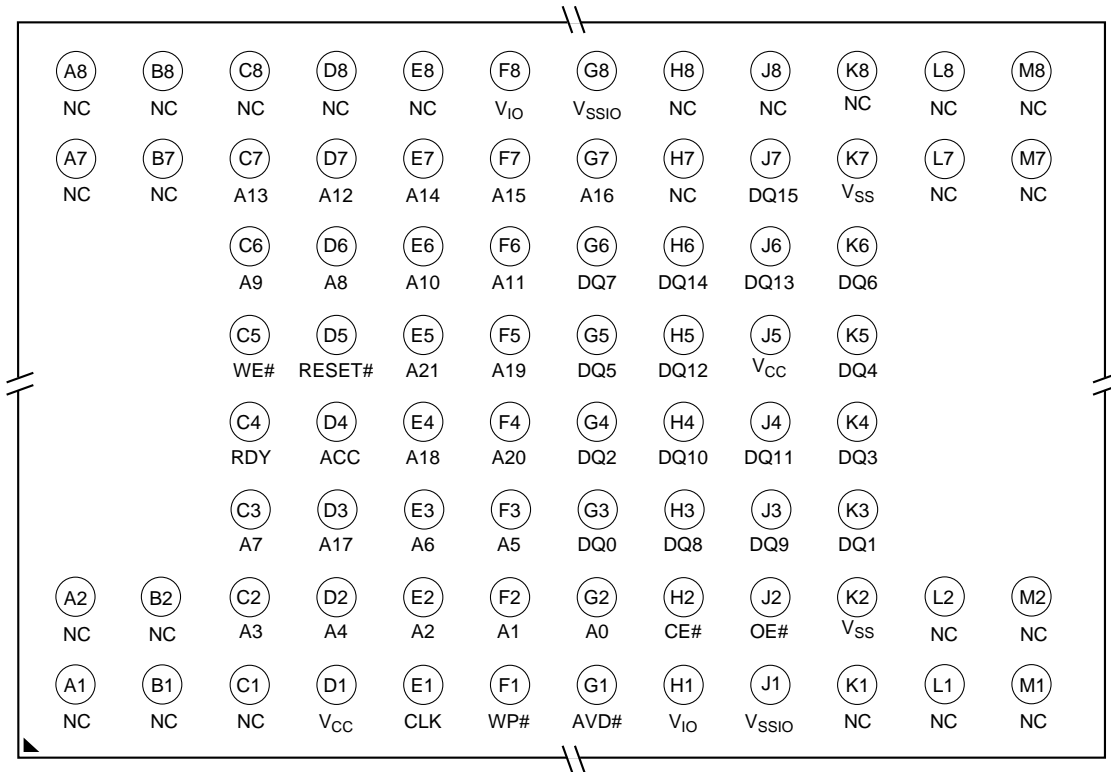 A8 B8 C8 D8 E8 F8 G8 H8 J8 K8 L8 M8
NC NC NC NC NC VIO VSSIO NC NC NC NC NC
A7 B7 C7 D7 E7 F7 G7 H7 J7 K7 L7 M7
NC NC A13 A12 A14 A15 A16 NC DQ15 VSS NC NC
C6 D6 E6 F6 G6 H6 J6 K6
A9 A8 A10 A11 DQ7 DQ14 DQ13 DQ6
C5 D5 E5 F5 G5 H5 J5 K5
WE# RESET# A21 A19 DQ5 DQ12 VCC DQ4
C4 D4 E4 F4 G4 H4 J4 K4
RDY ACC A18 A20 DQ2 DQ10 DQ11 DQ3
C3 D3 E3 F3 G3 H3 J3 K3
A7 A17 A6 A5 DQ0 DQ8 DQ9 DQ1
A2 B2 C2 D2 E2 F2 G2 H2 J2 K2 L2 M2
NC NC A3 A4 A2 A1 A0 CE# OE# VSS NC NC
A1 B1 C1 D1 E1 F1 G1 H1 J1 K1 L1 M1
NC NC NC VCC CLK WP# AVD# VIO VSSIO NC NC NC